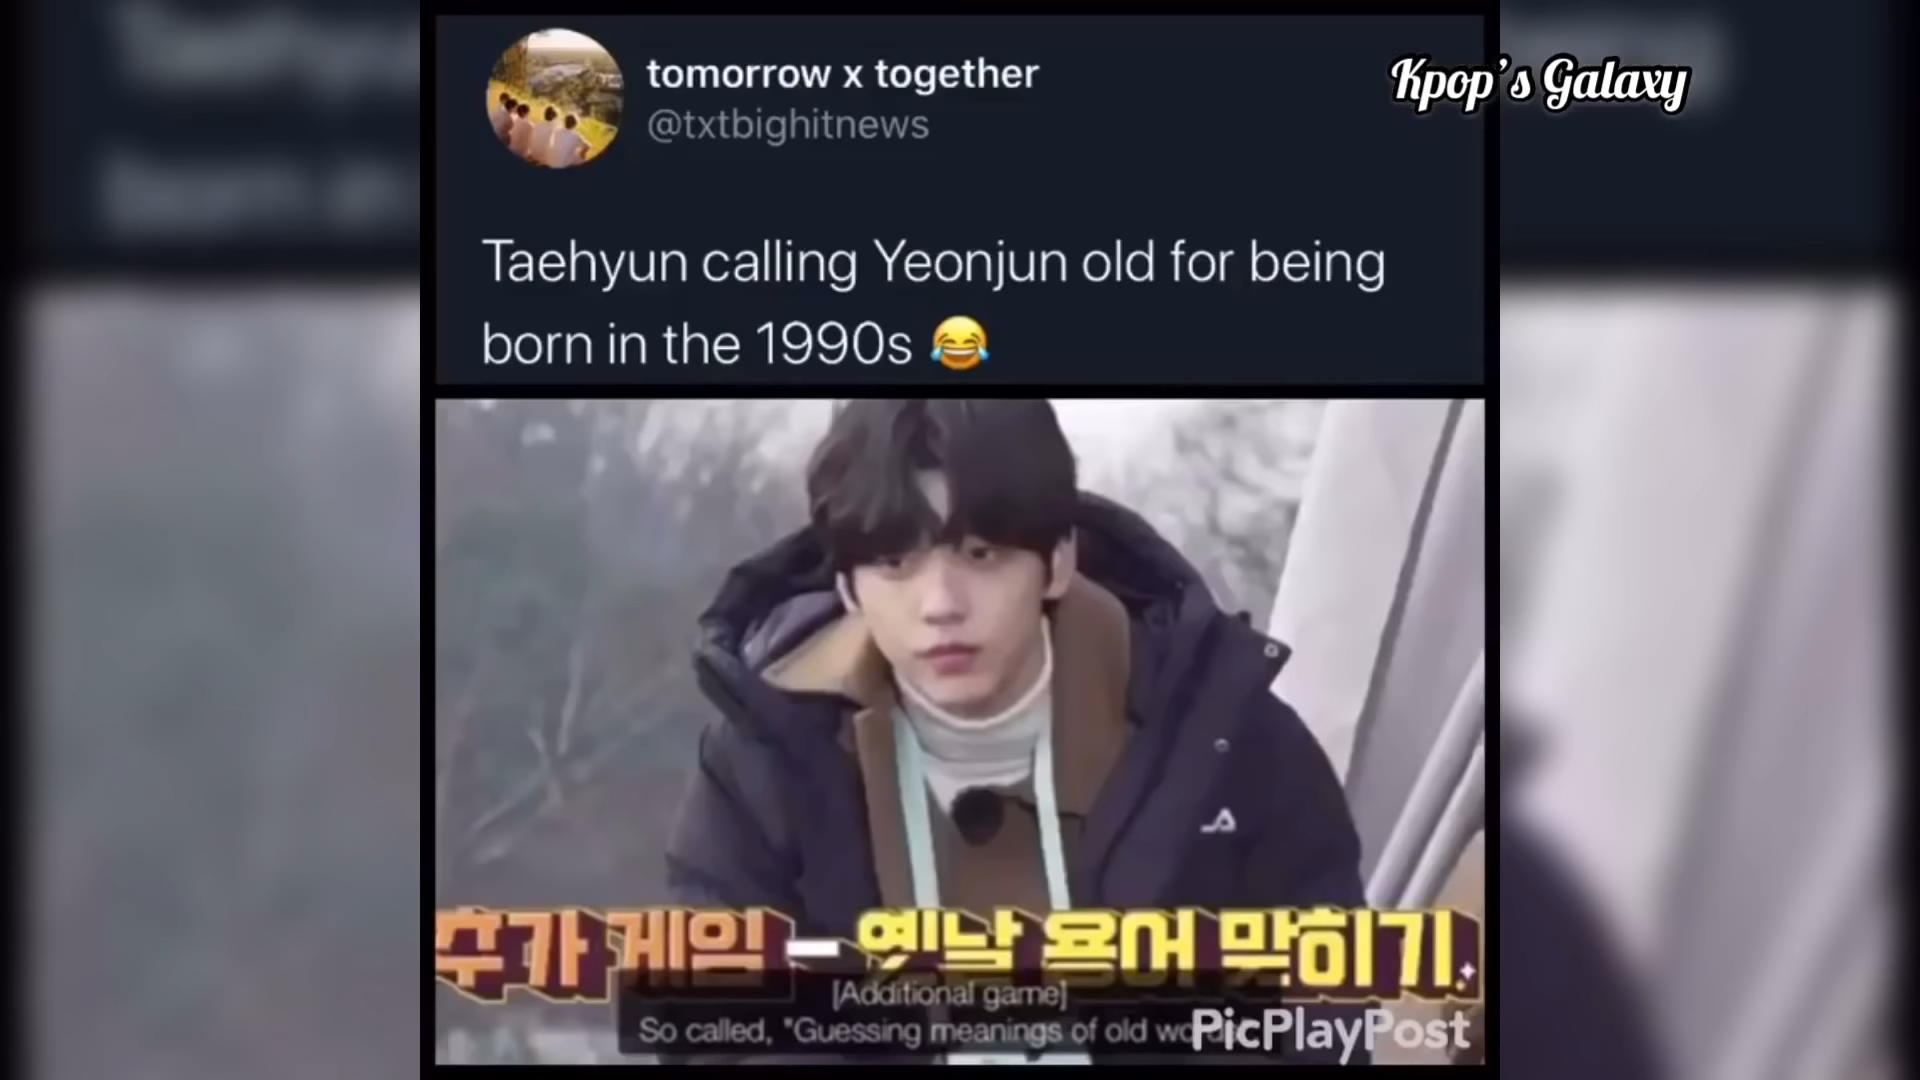 tomorrow x together
@txtbighitnews
Kpop's Galaxy
Taehyun calling Yeonjun old for being
born in the 1990s 😂
추가 게임 - 옛날 용어 맞히기
[Additional game]
So called, "Guessing meanings of old
PicPlayPost